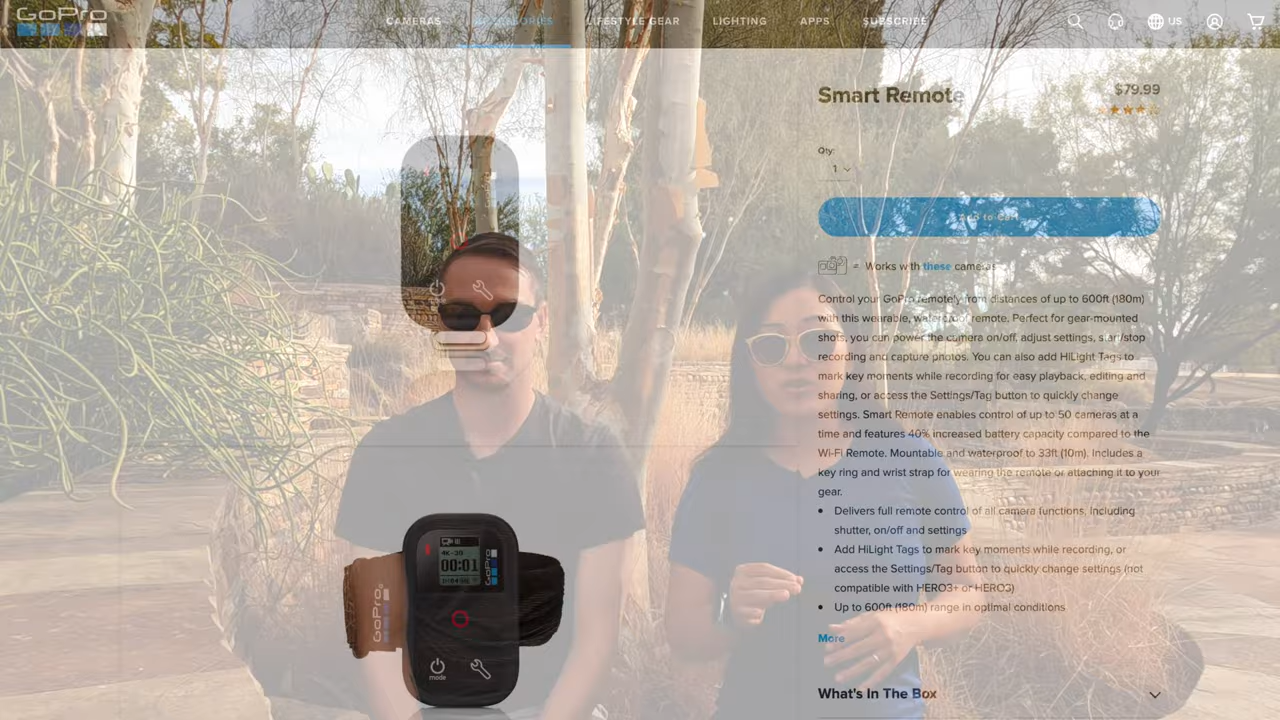 GoPro
CAMERAS ACCESSORIES LIFESTYLE GEAR LIGHTING APPS SUBSCRIBE US
Smart Remote $79.99
Qty:
1
Add to Cart
Works with these cameras
Control your GoPro remotely from distances of up to 600ft (180m)
with this wearable, waterproof remote. Perfect for gear-mounted
shots, you can power the camera on/off, adjust settings, start/stop
recording and capture photos. You can also add HiLight Tags to
mark key moments while recording for easy playback, editing and
sharing, or access the Settings/Tag button to quickly change
settings. Smart Remote enables control of up to 50 cameras at a
time and features 40% increased battery capacity compared to the
Wi-Fi Remote. Mountable and waterproof to 33ft (10m). Includes a
key ring and wrist strap for wearing the remote or attaching it to your
gear.
Delivers full remote control of all camera functions, including
shutter, on/off and settings
Add HiLight Tags to mark key moments while recording, or
access the Settings/Tag button to quickly change settings (not
compatible with HERO3+ or HERO3)
Up to 600ft (180m) range in optimal conditions
More
What's In The Box
4K-30
00:01
GoPro
GoPro
mode